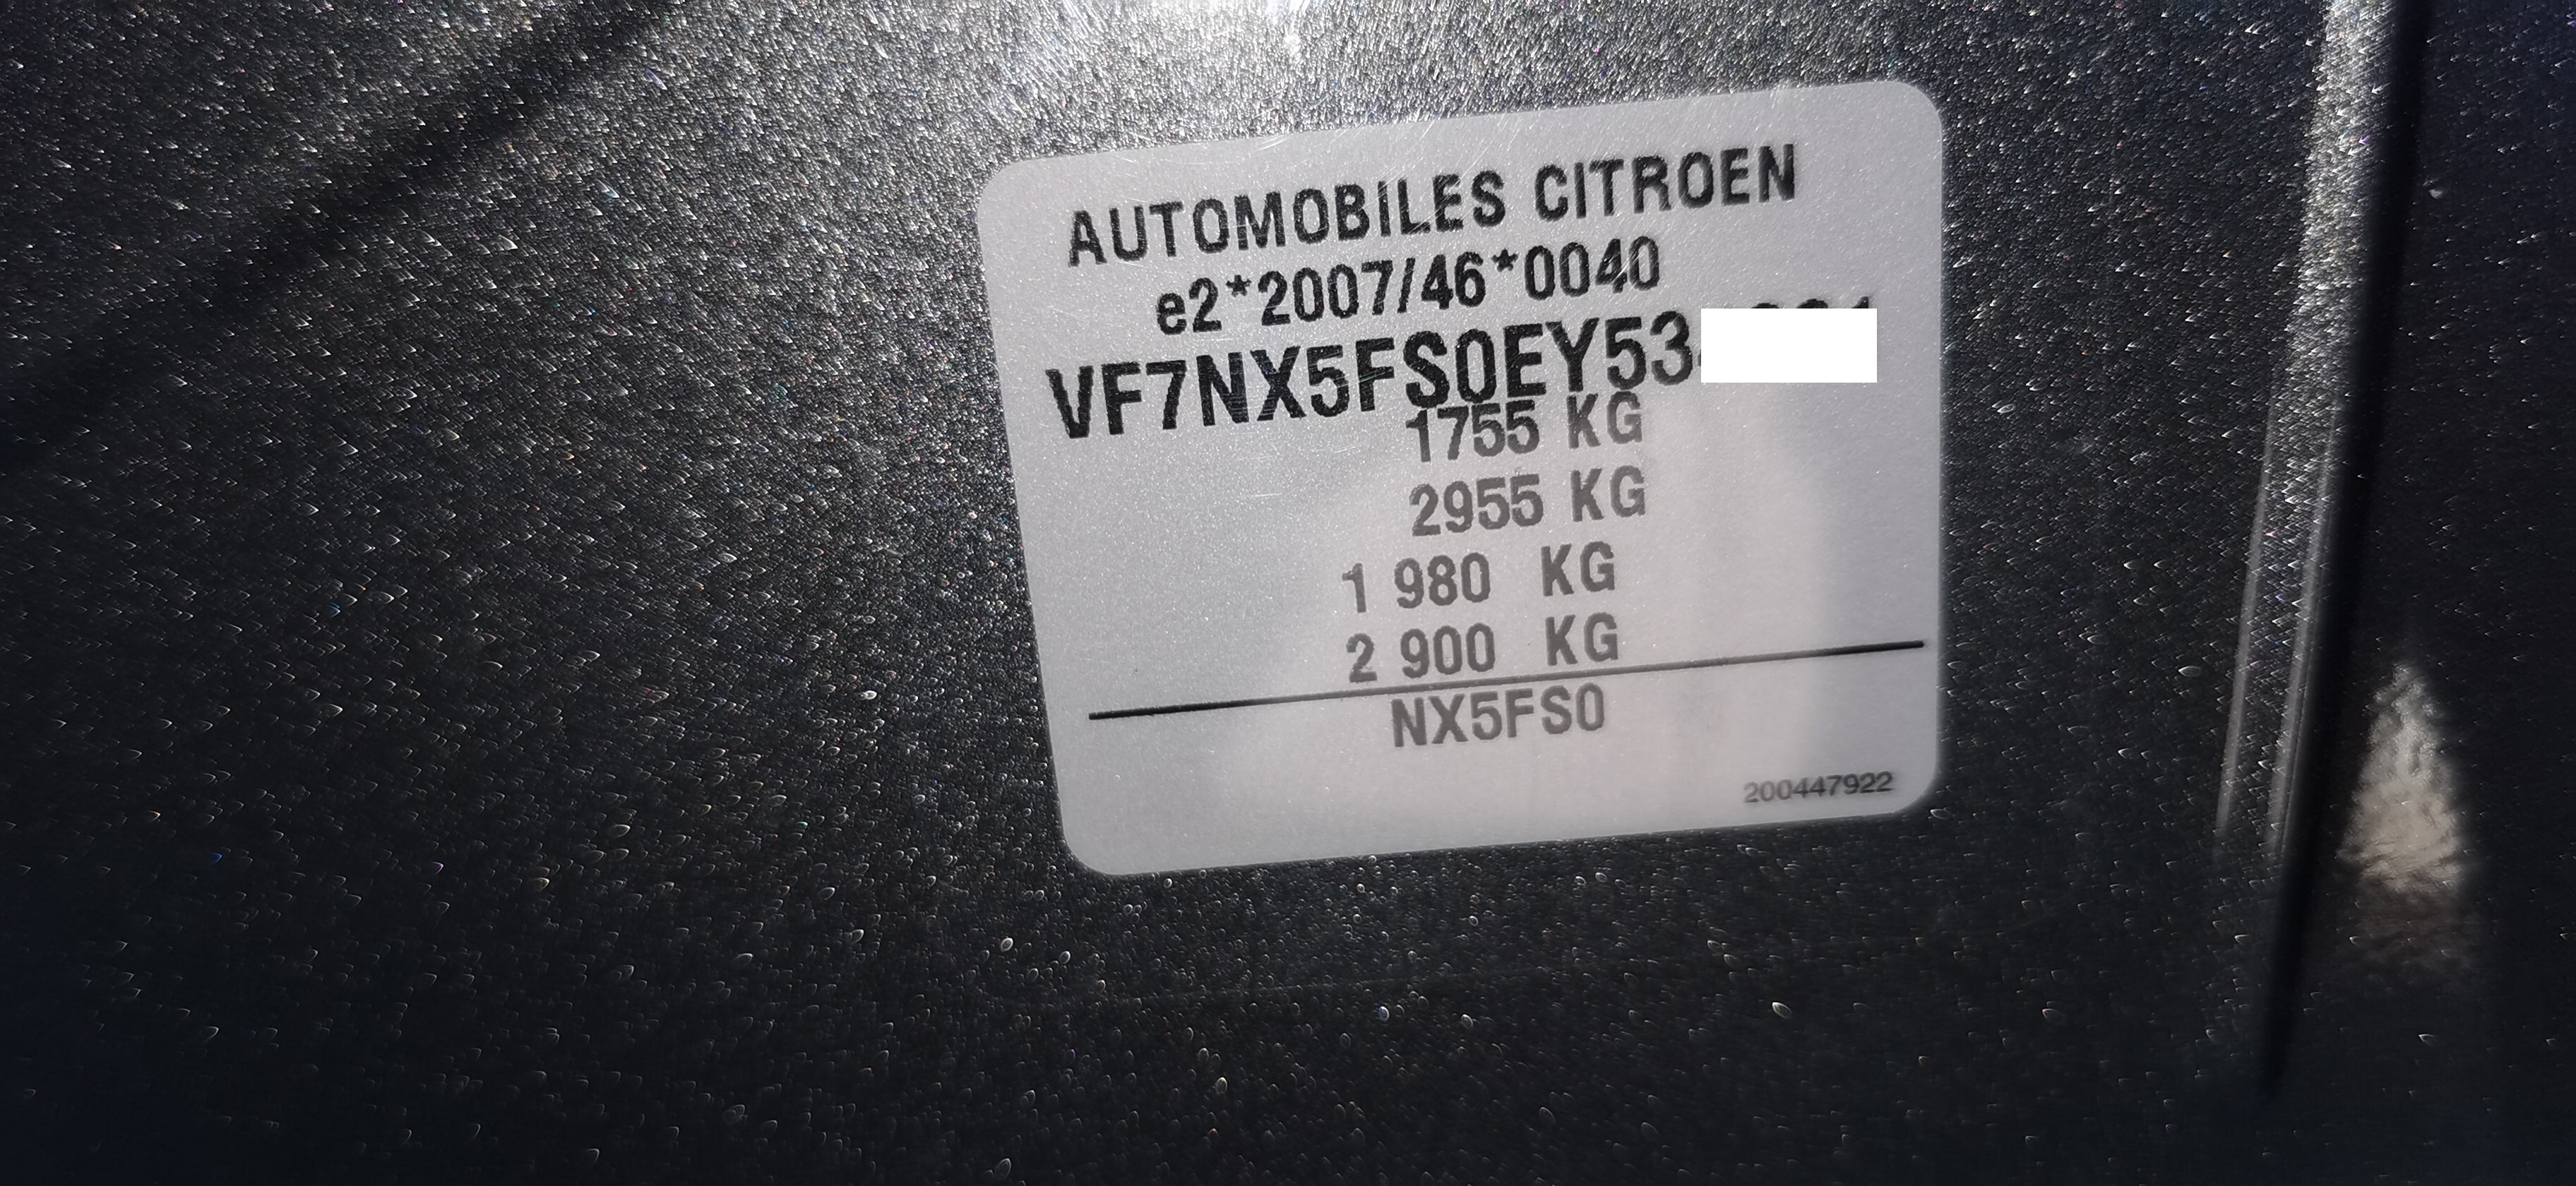 AUTOMOBILES CITROEN
e2*2007/46*0040
VF7NX5FS0EY53
1755 KG
2955 KG
1 980 KG
2 900 KG
NX5FS0
200447922